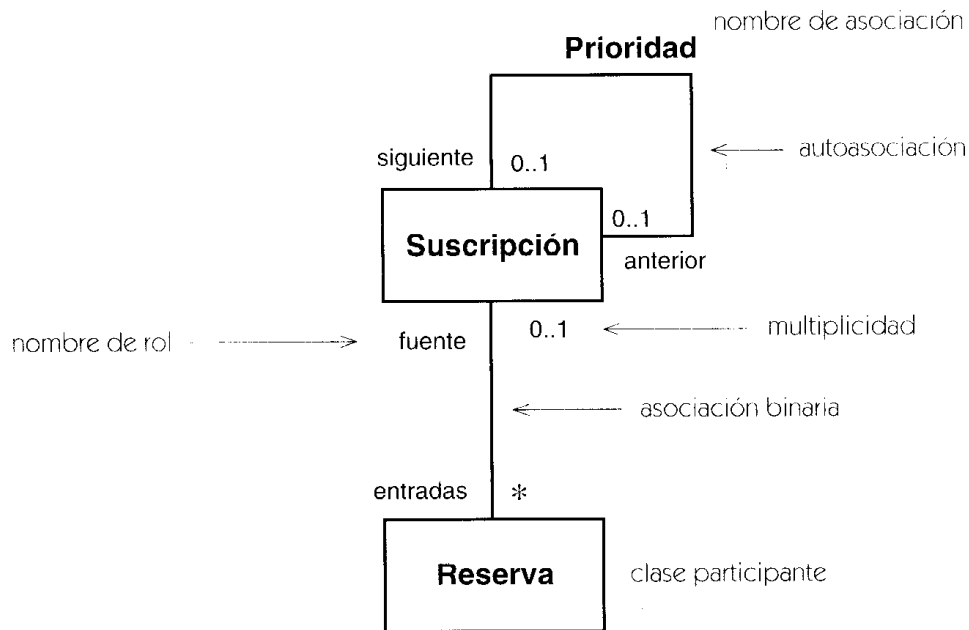 nombre de asociación
Prioridad
autoasociación
siguiente
0..1
0..1
Suscripción
anterior
0..1
multiplicidad
nombre de rol
fuente
asociación binaria
entradas
*
Reserva
clase participante